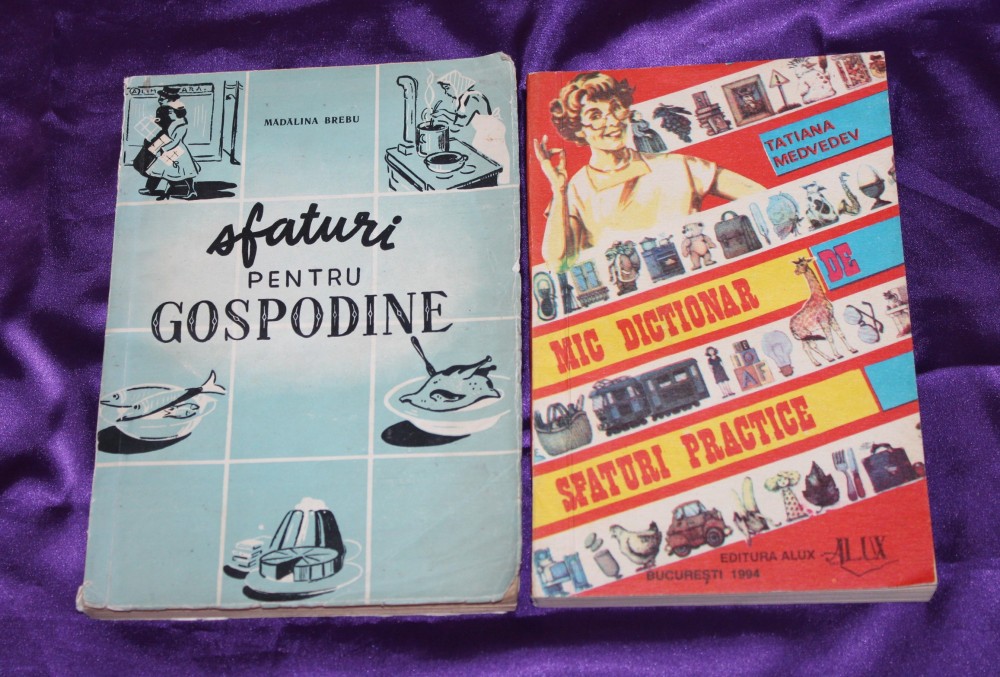 MADALINA BREBU
sfaturi
PENTRU
GOSPODINE
TATIANA
MEDVEDEV
MIC DICTIONAR DE
SFATURI PRACTICE
EDITURA ALUX
ALUX
BUCUREȘTI 1994